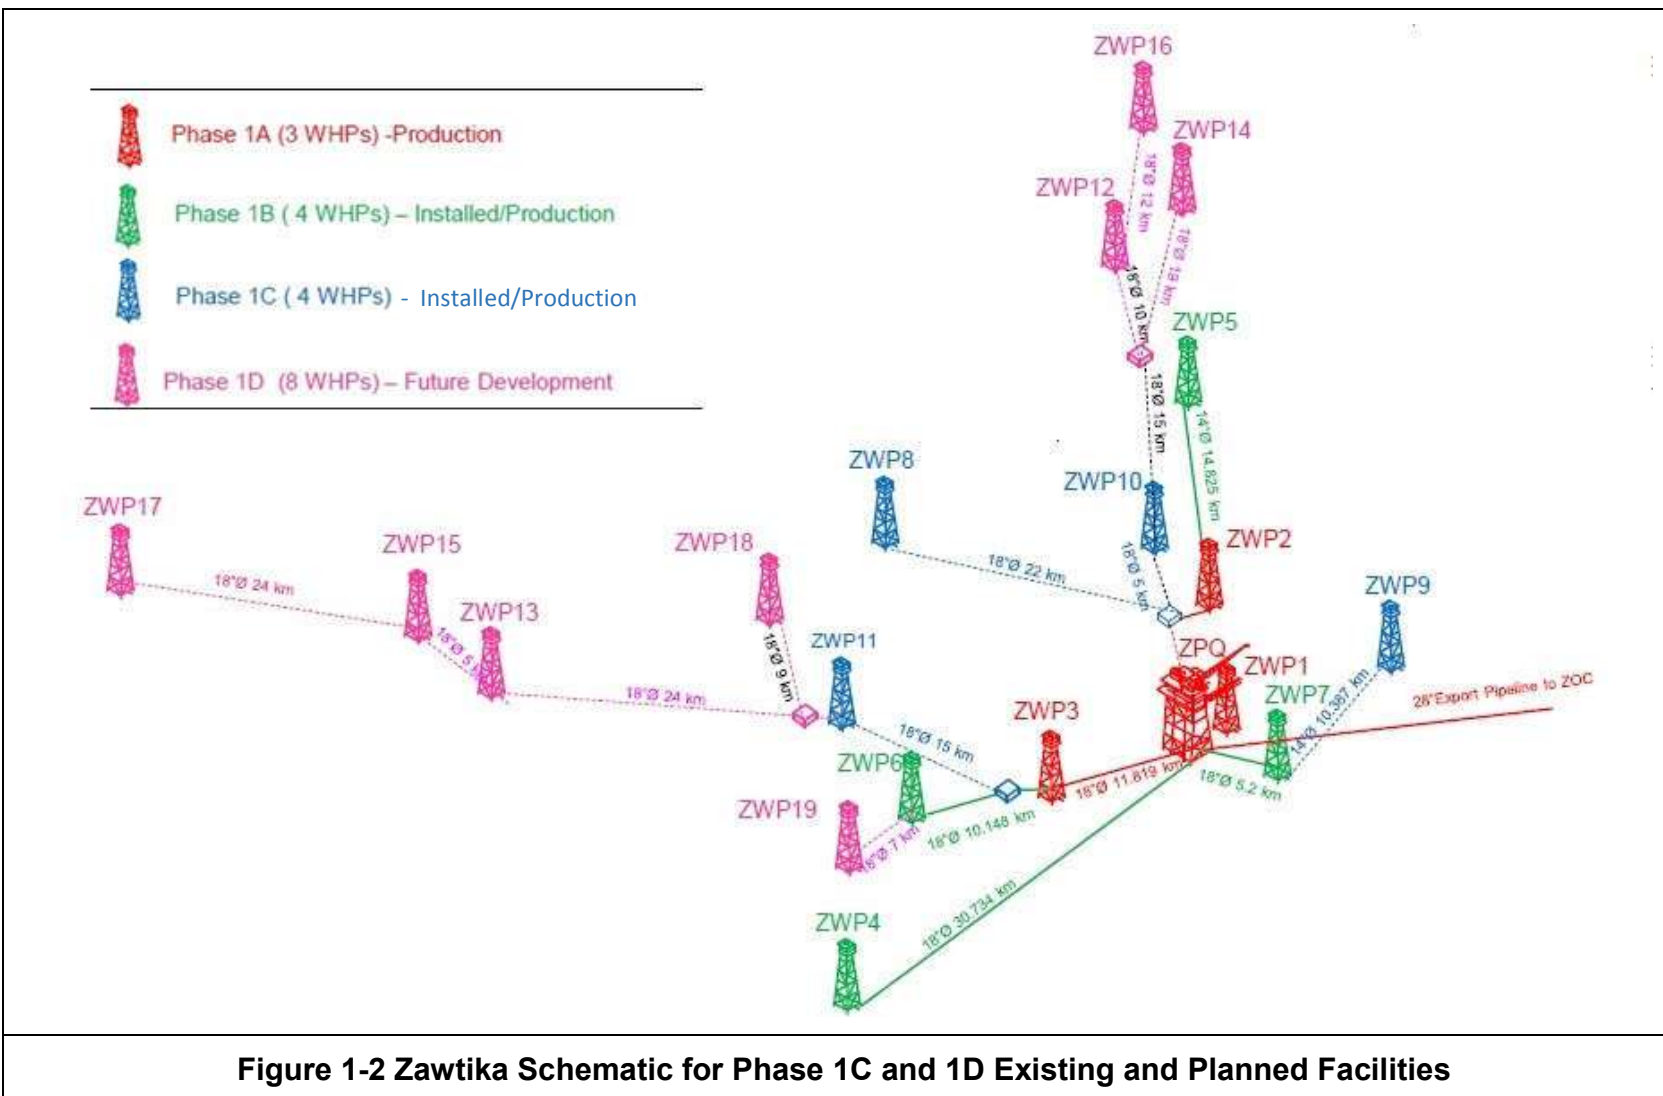 ZWP16
Phase 1A (3 WHPs) -Production
ZWP14
18"Ø 12 km
ZWP12
Phase 1B ( 4 WHPs) – Installed/Production
18"Ø 19 km
18"Ø 10 km
Phase 1C ( 4 WHPs) - Installed/Production
ZWP5
Phase 1D (8 WHPs) – Future Development
18"Ø 15 km
14"Ø 14.825 km
ZWP8
ZWP10
ZWP17
ZWP15
ZWP18
ZWP2
18"Ø 22 km
18"Ø 5 km
ZWP9
18"Ø 24 km
ZWP13
18"Ø 5
ZWP11
18"Ø 9 km
ZPQ
ZWP1
18"Ø 24 km
ZWP7
28"Export Pipeline to ZOC
14"Ø 10.387 km
ZWP3
18"Ø 15 km
ZWP6
18"Ø 11.819 km
18"Ø 5.2 km
ZWP19
18"Ø 7 km
18"Ø 10.148 km
18"Ø 30.734 km
ZWP4
Figure 1-2 Zawtika Schematic for Phase 1C and 1D Existing and Planned Facilities